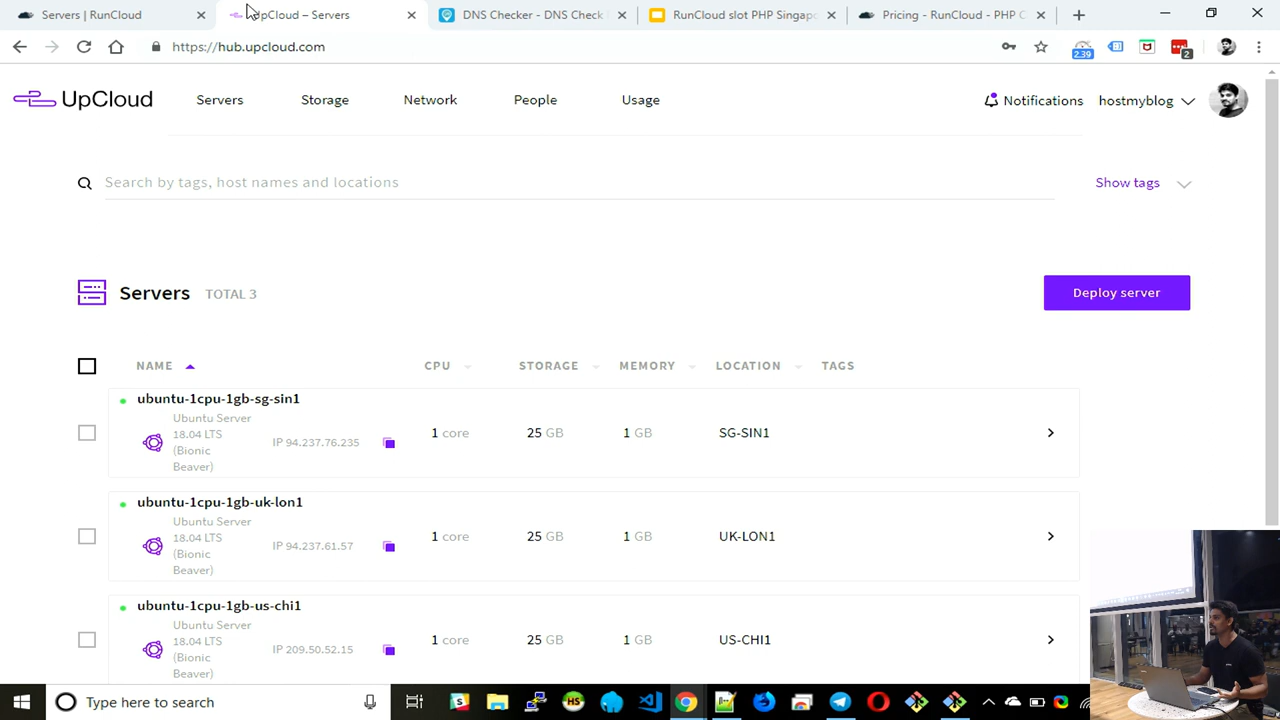 Servers | RunCloud
UpCloud – Servers
DNS Checker - DNS Check
RunCloud slot PHP Singap
Pricing - RunCloud - PHP C
https://hub.upcloud.com
2.39
2
UpCloud
Servers
Storage
Network
People
Usage
Notifications
hostmyblog
Search by tags, host names and locations
Show tags
Servers TOTAL 3
Deploy server
NAME
CPU
STORAGE
MEMORY
LOCATION
TAGS
ubuntu-1cpu-1gb-sg-sin1
Ubuntu Server
18.04 LTS
(Bionic
Beaver)
IP 94.237.76.235
1 core
25 GB
1 GB
SG-SIN1
ubuntu-1cpu-1gb-uk-lon1
Ubuntu Server
18.04 LTS
(Bionic
Beaver)
IP 94.237.61.57
1 core
25 GB
1 GB
UK-LON1
ubuntu-1cpu-1gb-us-chi1
Ubuntu Server
18.04 LTS
(Bionic
Beaver)
IP 209.50.52.15
1 core
25 GB
1 GB
US-CHI1
Type here to search
HS